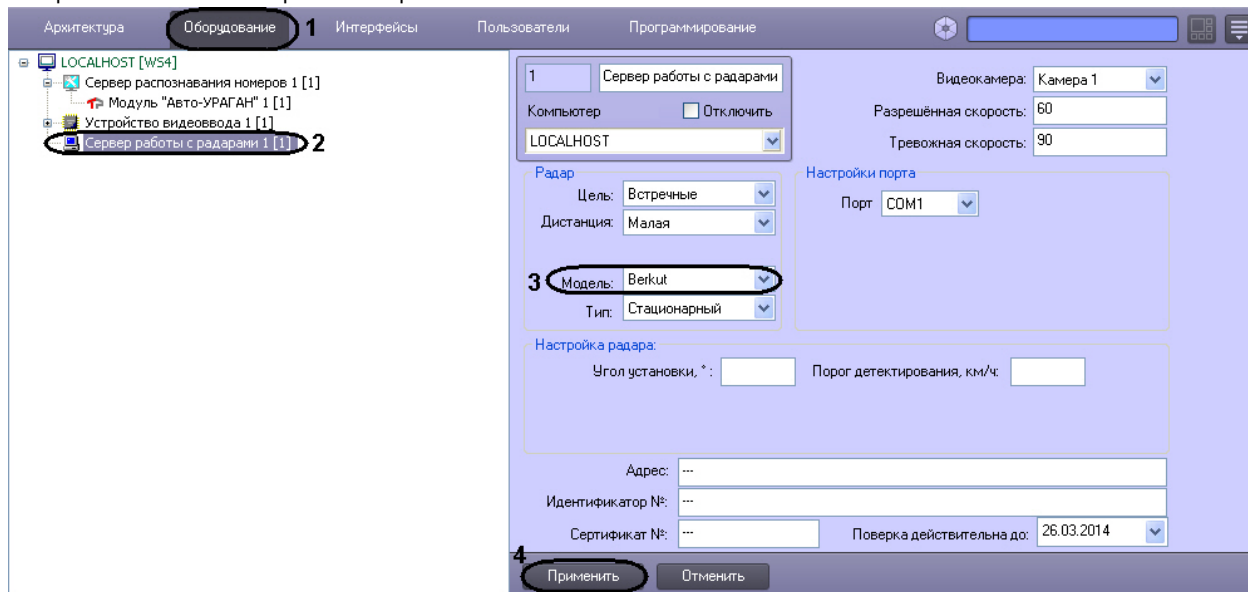 Архитектура Оборудование 1 Интерфейсы Пользователи Программирование
LOCALHOST [WS4]
Сервер распознавания номеров 1 [1]
Модуль "Авто-УРАГАН" 1 [1]
Устройство видеоввода 1 [1]
Сервер работы с радарами 1 [1] 2
1 Сервер работы с радарами
Компьютер Отключить
LOCALHOST
Видеокамера: Камера 1
Разрешённая скорость: 60
Тревожная скорость: 90
Радар
Цель: Встречные
Дистанция: Малая
3 Модель: Berkut
Тип: Стационарный
Настройки порта
Порт COM1
Настройка радара:
Угол установки, °: Порог детектирования, км/ч:
Адрес: ---
Идентификатор №: ---
Сертификат №: --- Поверка действительна до: 26.03.2014
4
Применить Отменить